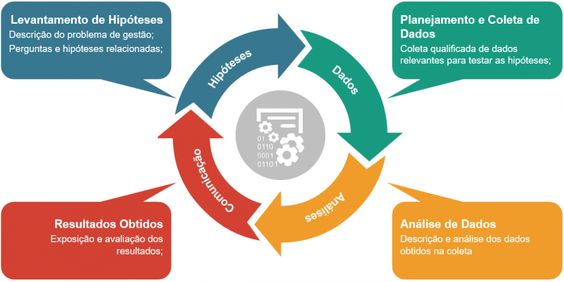 Levantamento de Hipóteses
Descrição do problema de gestão;
Perguntas e hipóteses relacionadas;
Planejamento e Coleta de
Dados
Coleta qualificada de dados
relevantes para testar as hipóteses;
Hipóteses
Dados
Análises
Comunicação
01
0110
0001
01101
Resultados Obtidos
Exposição e avaliação dos
resultados;
Análise de Dados
Descrição e análise dos dados
obtidos na coleta